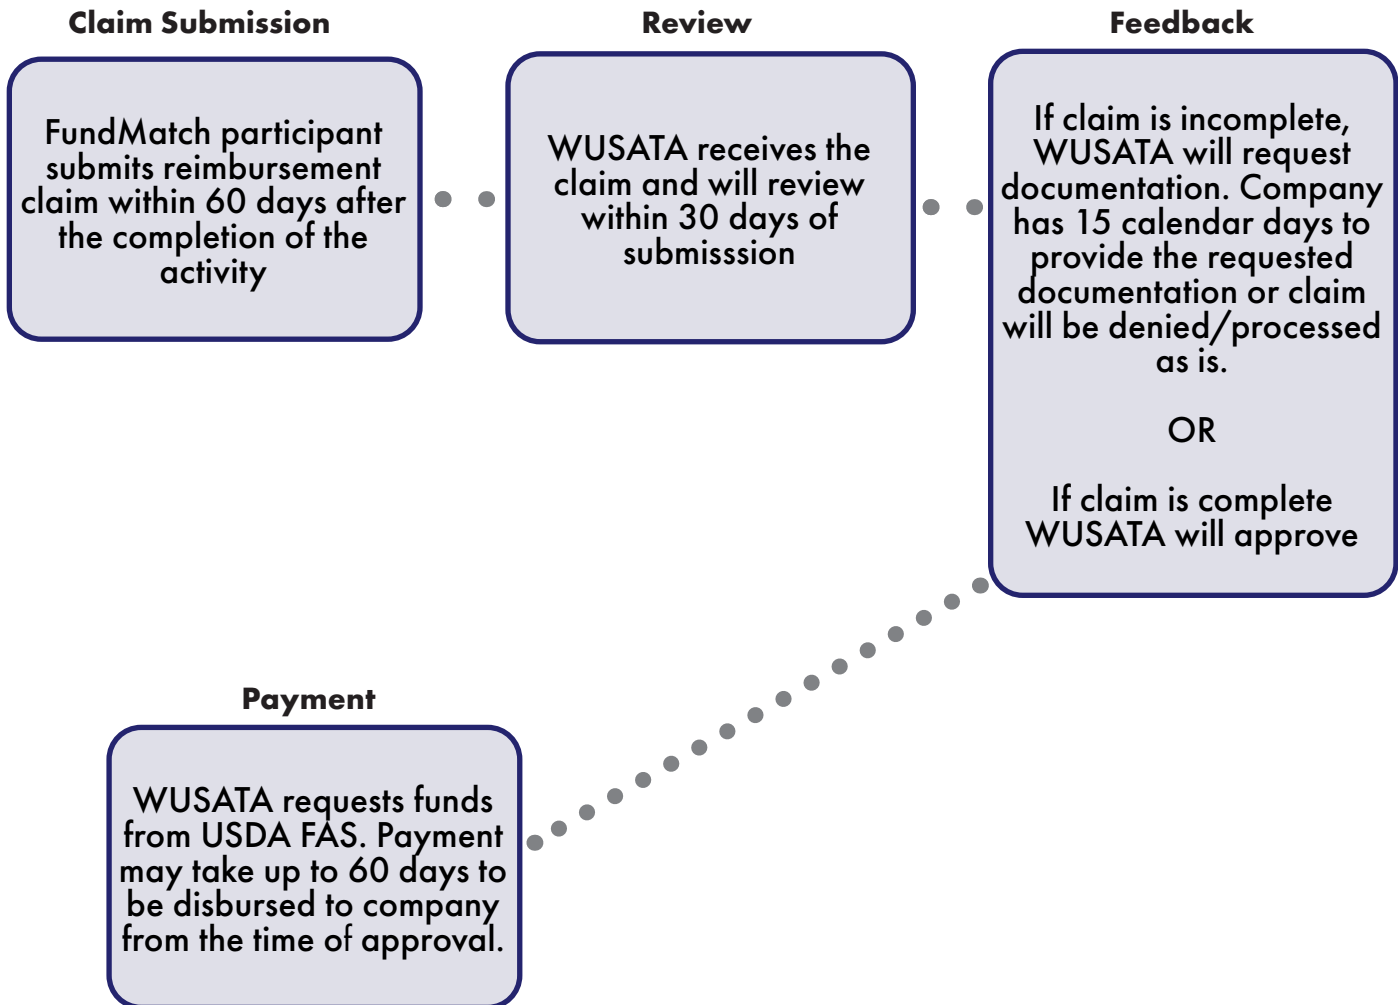 Claim Submission
FundMatch participant
submits reimbursement
claim within 60 days after
the completion of the
activity
Review
WUSATA receives the
claim and will review
within 30 days of
submisssion
Feedback
If claim is incomplete,
WUSATA will request
documentation. Company
has 15 calendar days to
provide the requested
documentation or claim
will be denied/processed
as is.
OR
If claim is complete
WUSATA will approve
Payment
WUSATA requests funds
from USDA FAS. Payment
may take up to 60 days to
be disbursed to company
from the time of approval.